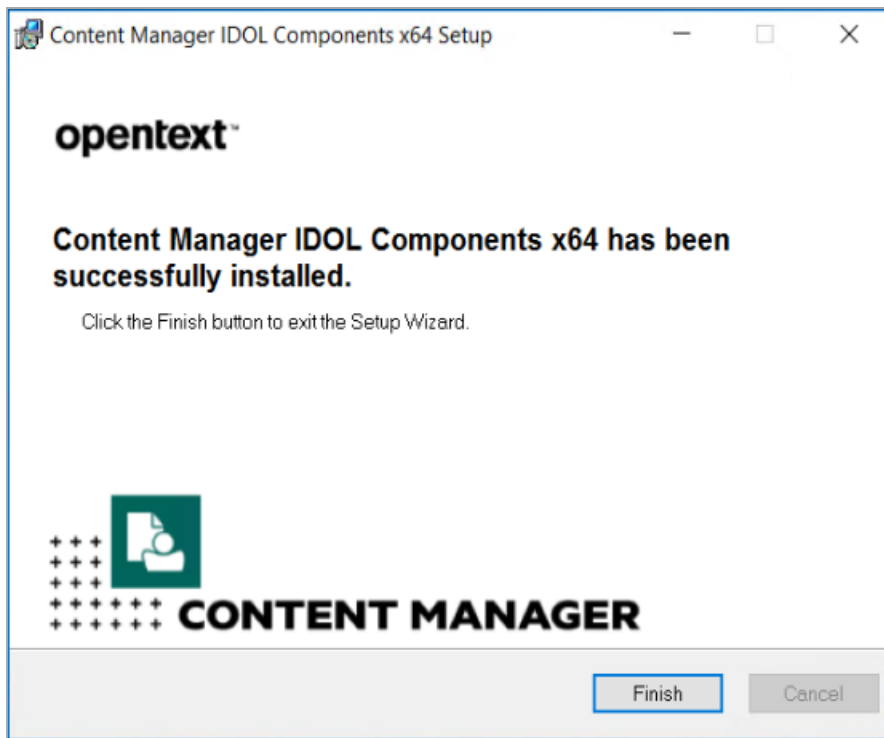 Content Manager IDOL Components x64 Setup
opentext™
Content Manager IDOL Components x64 has been
successfully installed.
Click the Finish button to exit the Setup Wizard.
CONTENT MANAGER
Finish Cancel